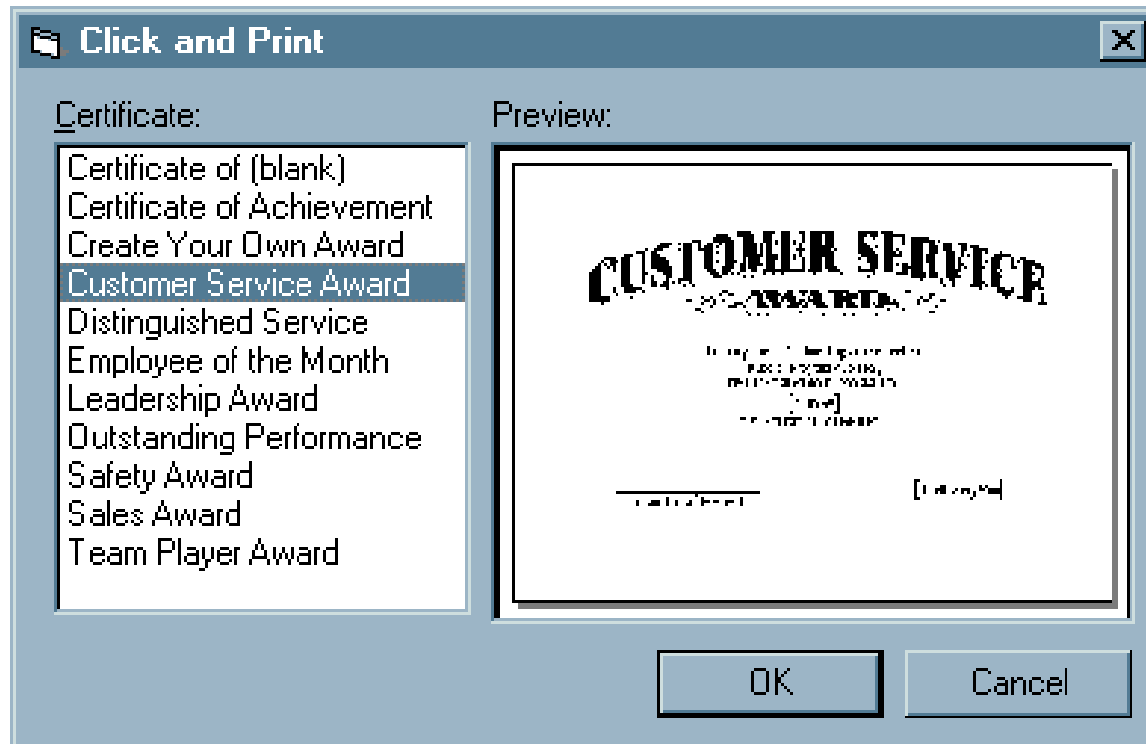 Click and Print
Certificate:
Certificate of (blank)
Certificate of Achievement
Create Your Own Award
Customer Service Award
Distinguished Service
Employee of the Month
Leadership Award
Outstanding Performance
Safety Award
Sales Award
Team Player Award
Preview:
CUSTOMER SERVICE
AWARD
OK
Cancel